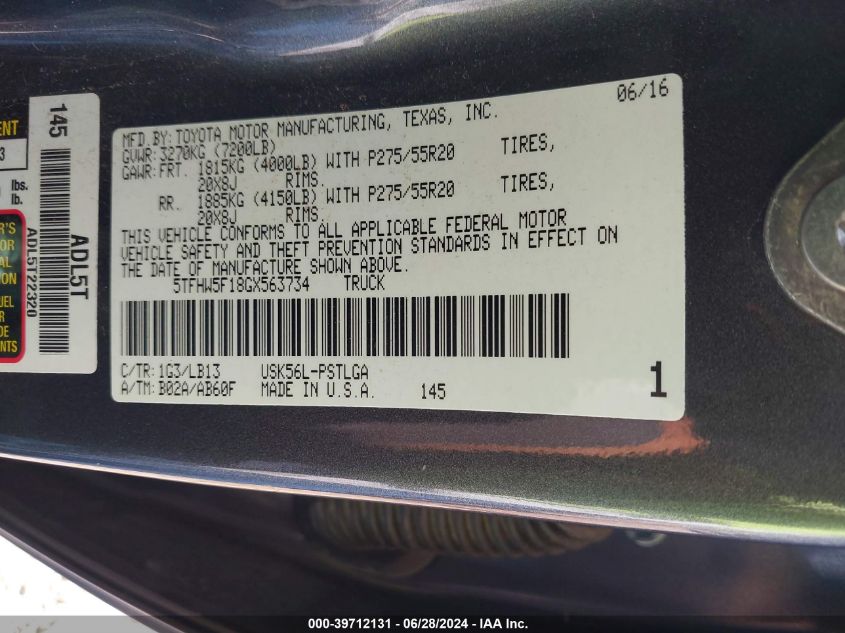 MFD.BY:TOYOTA MOTOR MANUFACTURING, TEXAS, INC. 06/16
GVWR:3270KG (7200LB)
GAWR:FRT. 1815KG (4000LB) WITH P275/55R20 TIRES,
20X8J RIMS.
RR. 1885KG (4150LB) WITH P275/55R20 TIRES,
20X8J RIMS.
THIS VEHICLE CONFORMS TO ALL APPLICABLE FEDERAL MOTOR
VEHICLE SAFETY AND THEFT PREVENTION STANDARDS IN EFFECT ON
THE DATE OF MANUFACTURE SHOWN ABOVE.
5TFHW5F18GX563734 TRUCK
C/TR:1G3/LB13 USK56L-PSTLGA
A/TM:B02A/AB60F MADE IN U.S.A. 145 1
145
ADL5T
ADL5T22320
lbs.
lb.
000-39712131 - 06/28/2024 - IAA Inc.